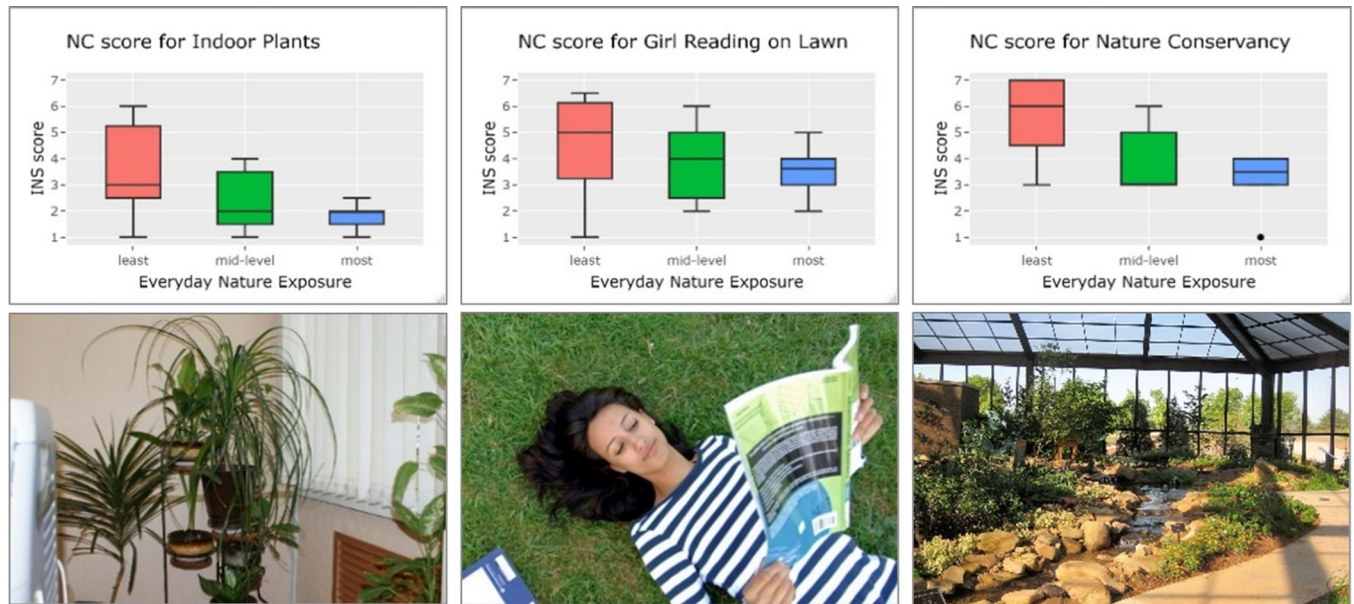 NC score for Indoor Plants
7
6
5
4
3
2
1
INS score
least mid-level most
Everyday Nature Exposure
NC score for Girl Reading on Lawn
7
6
5
4
3
2
1
INS score
least mid-level most
Everyday Nature Exposure
NC score for Nature Conservancy
7
6
5
4
3
2
1
INS score
least mid-level most
Everyday Nature Exposure